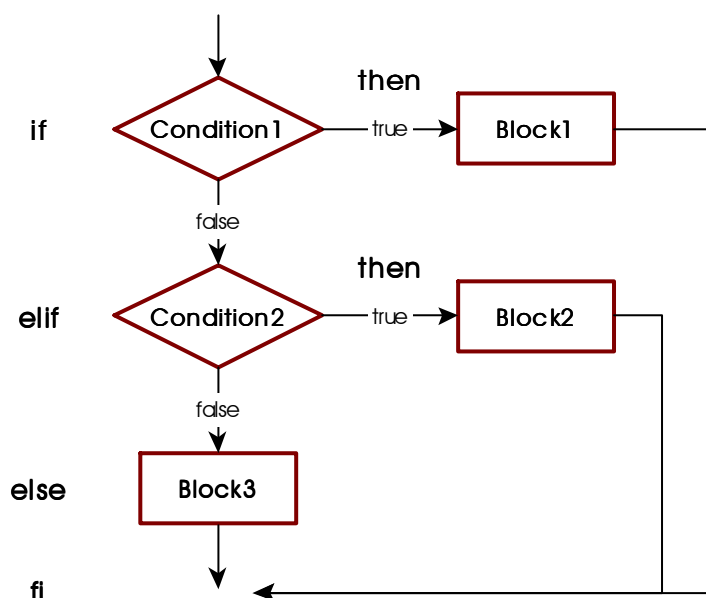 then
if Condition1 true Block1
false
then
elif Condition2 true Block2
false
else Block3
fi